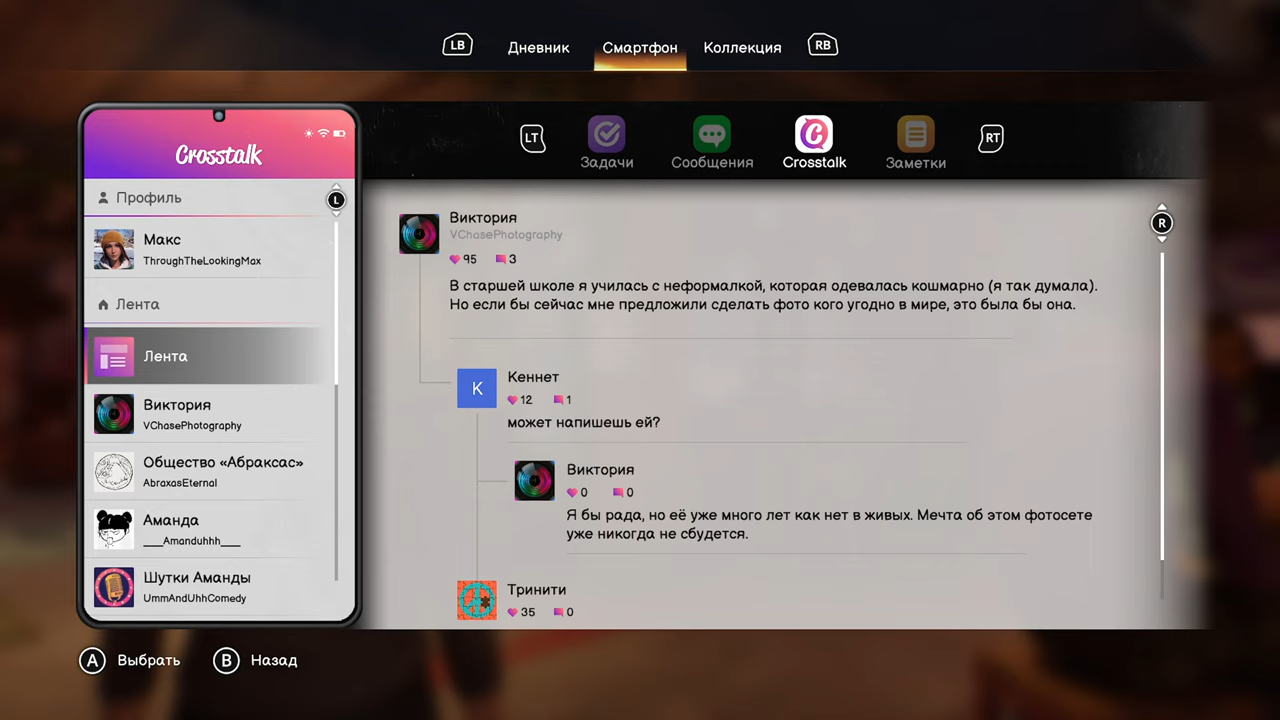 LB
Дневник
Смартфон
Коллекция
RB
Crosstalk
Профиль
L
Макс
ThroughTheLookingMax
Лента
Лента
Виктория
VChasePhotography
Общество «Абраксас»
AbraxasEternal
Аманда
____Amanduhhh____
Шутки Аманды
UmmAndUhhComedy
LT
Задачи
Сообщения
Crosstalk
Заметки
RT
R
Виктория
VChasePhotography
95 3
В старшей школе я училась с неформалкой, которая одевалась кошмарно (я так думала).
Но если бы сейчас мне предложили сделать фото кого угодно в мире, это была бы она.
K
Кеннет
12 1
может напишешь ей?
Виктория
0 0
Я бы рада, но её уже много лет как нет в живых. Мечта об этом фотосете
уже никогда не сбудется.
Тринити
35 0
A Выбрать
B Назад